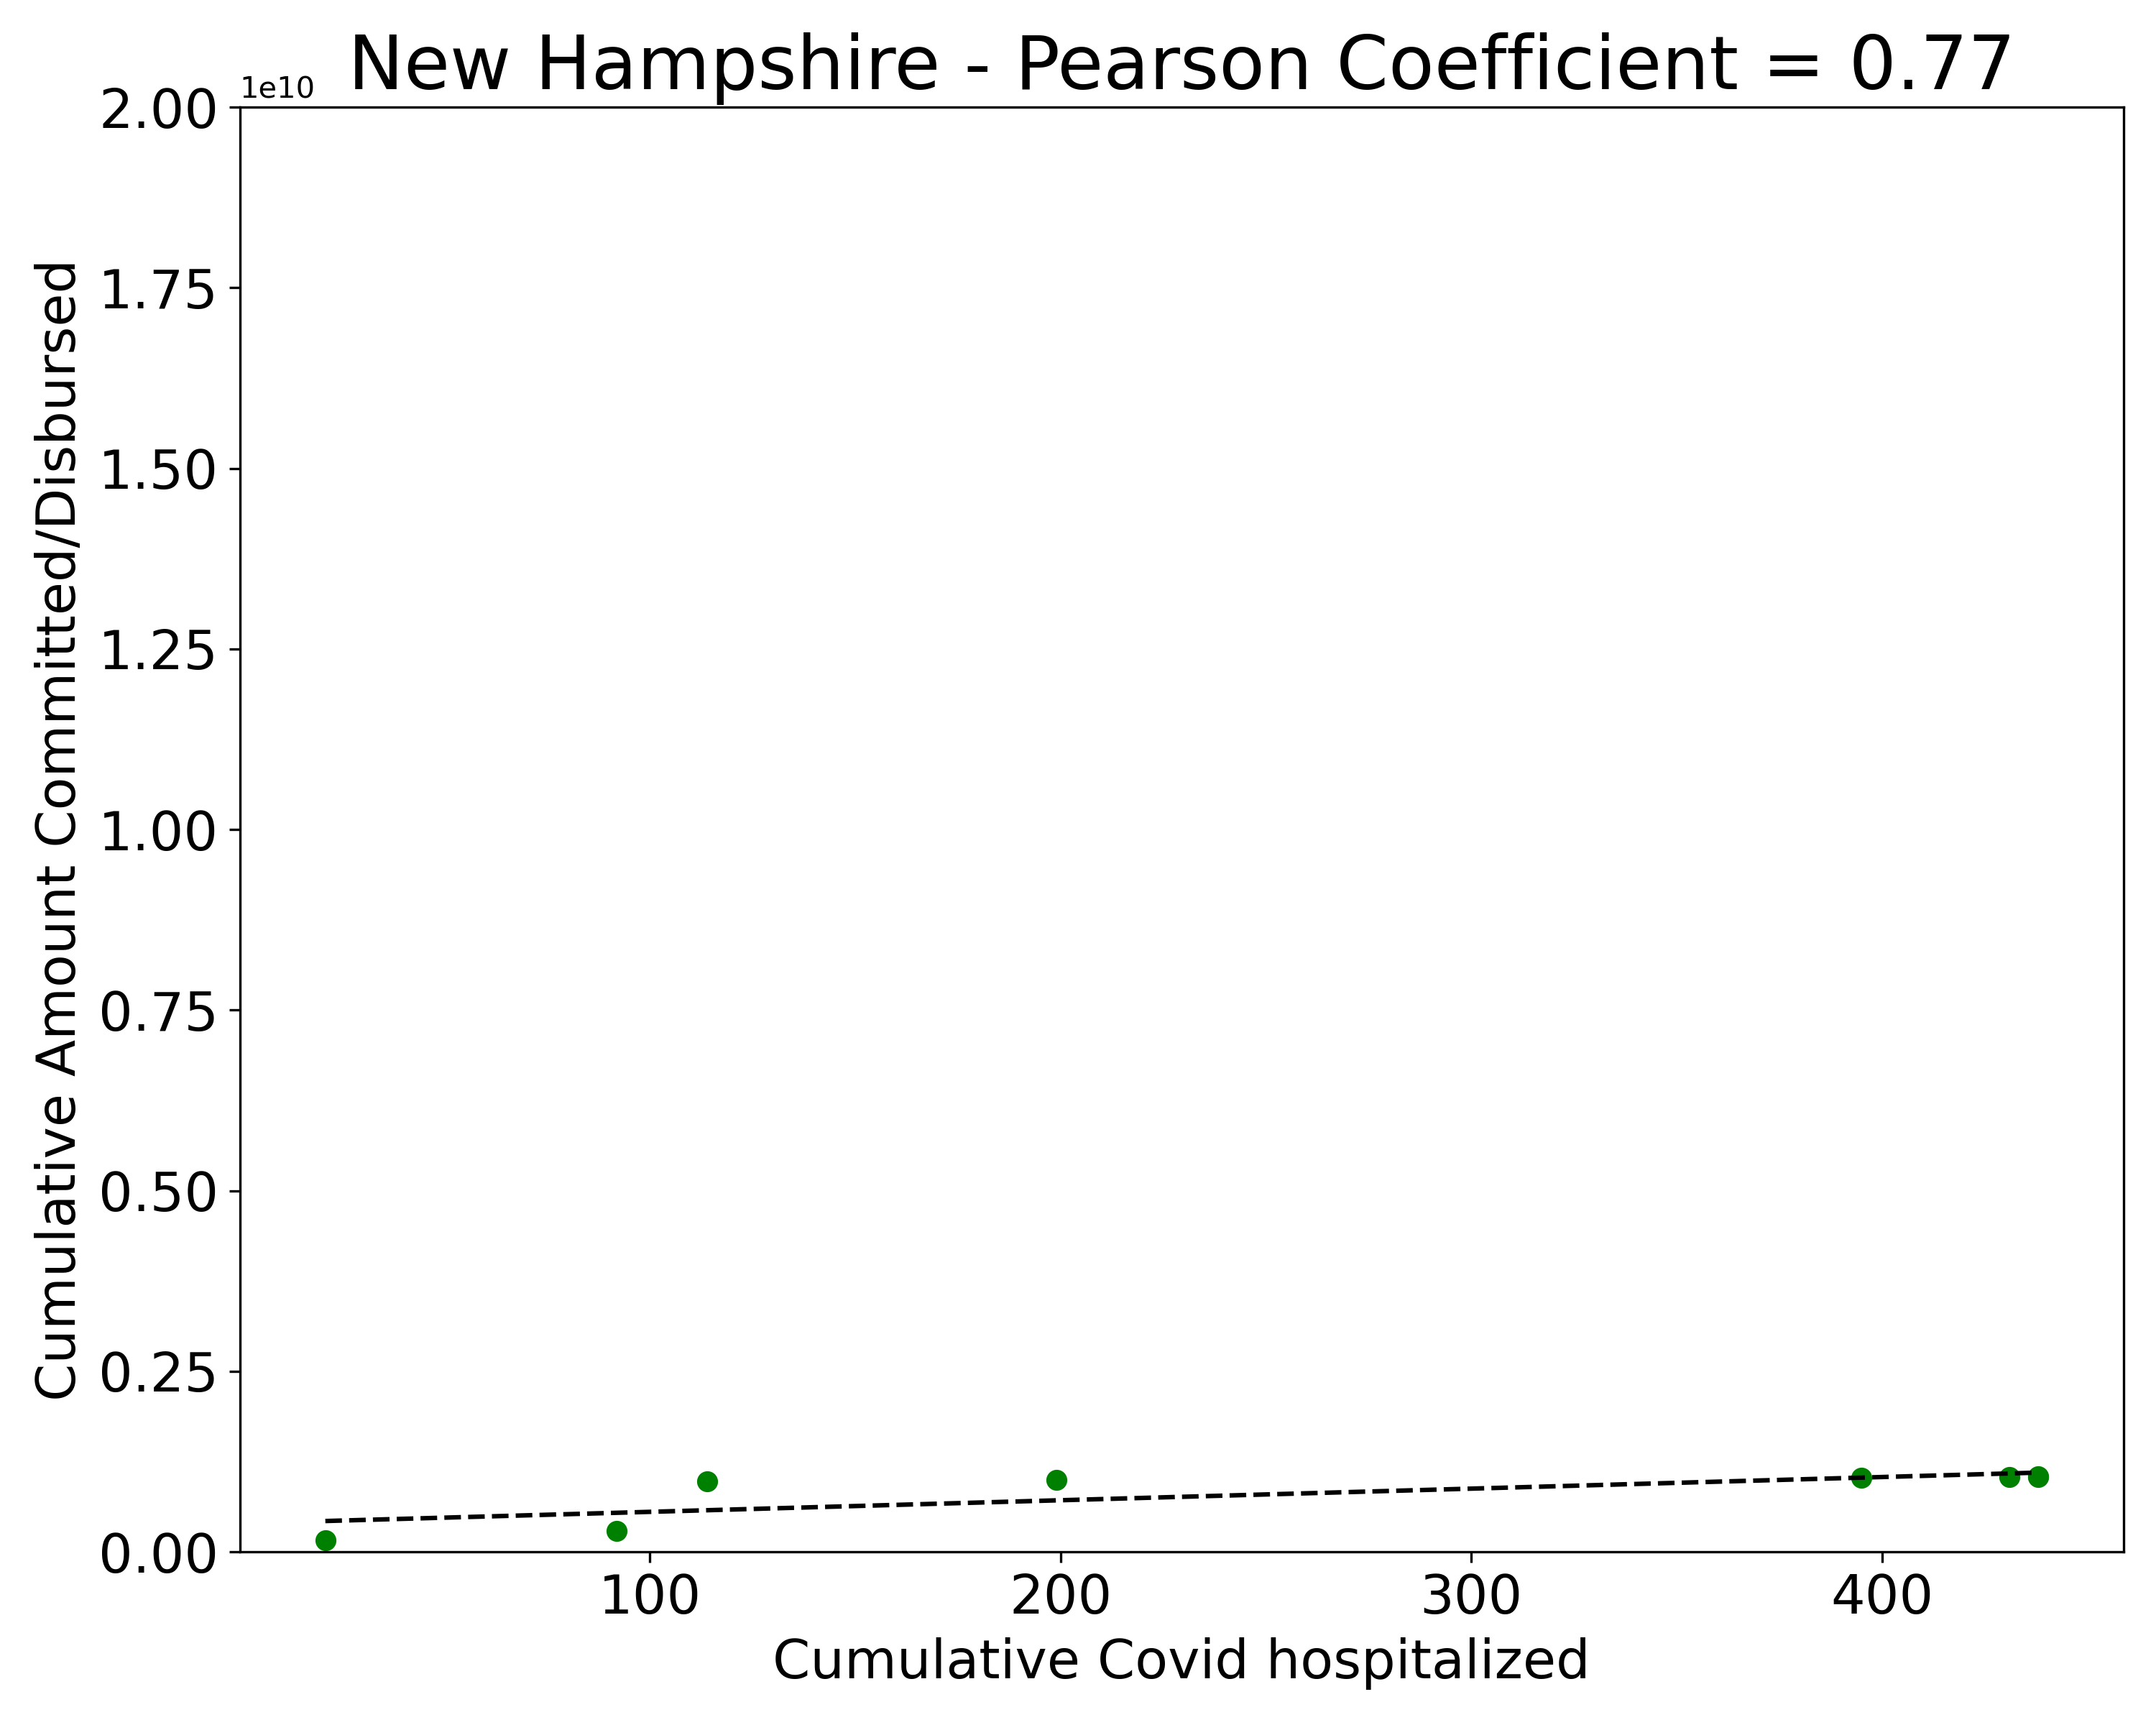 New Hampshire - Pearson Coefficient = 0.77
1e10
2.00
1.75
1.50
1.25
1.00
0.75
0.50
0.25
0.00
Cumulative Amount Committed/Disbursed
100 200 300 400
Cumulative Covid hospitalized